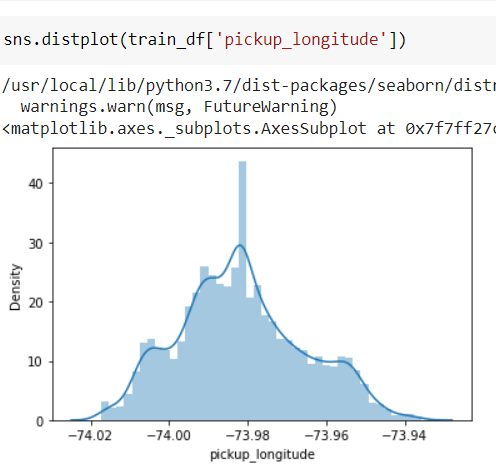 sns.distplot(train_df['pickup_longitude'])
/usr/local/lib/python3.7/dist-packages/seaborn/
warnings.warn(msg, FutureWarning)
<matplotlib.axes._subplots.AxesSubplot at 0x7f7ff27
40
30
20
10
0
Density
−74.02 −74.00 −73.98 −73.96 −73.94
pickup_longitude